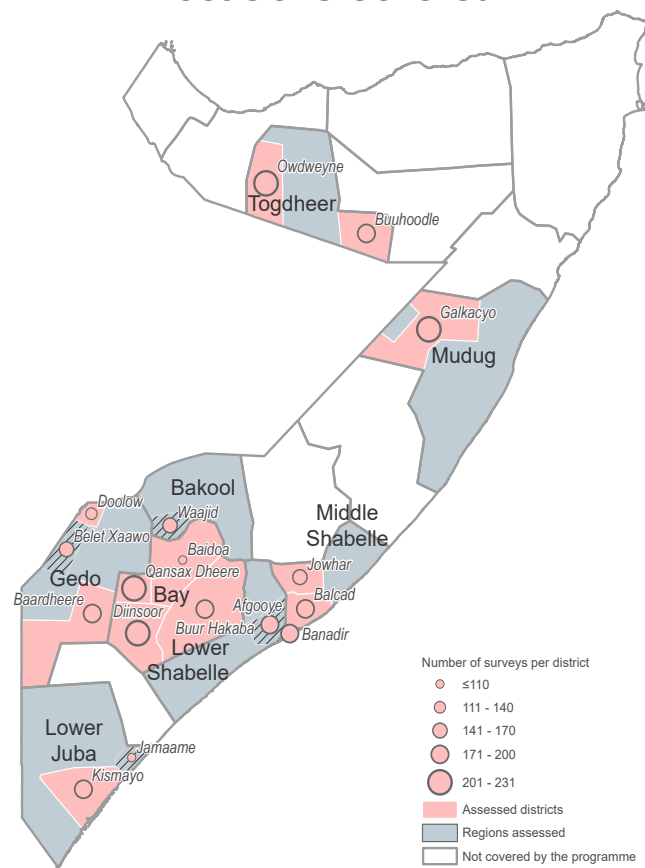 Owdweyne
Togdheer
Buuhoodle
Galkacyo
Mudug
Bakool
Doolow
Waajid
Middle
Shabelle
Belet Xaawo
Baidoa
Jowhar
Gedo
Qansax Dheere
Bay
Balcad
Baardheere
Diinsoor
Afgooye
Buur Hakaba
Banadir
Lower
Shabelle
Lower
Juba
Jamaame
Kismayo
Number of surveys per district
≤110
111 - 140
141 - 170
171 - 200
201 - 231
Assessed districts
Regions assessed
Not covered by the programme